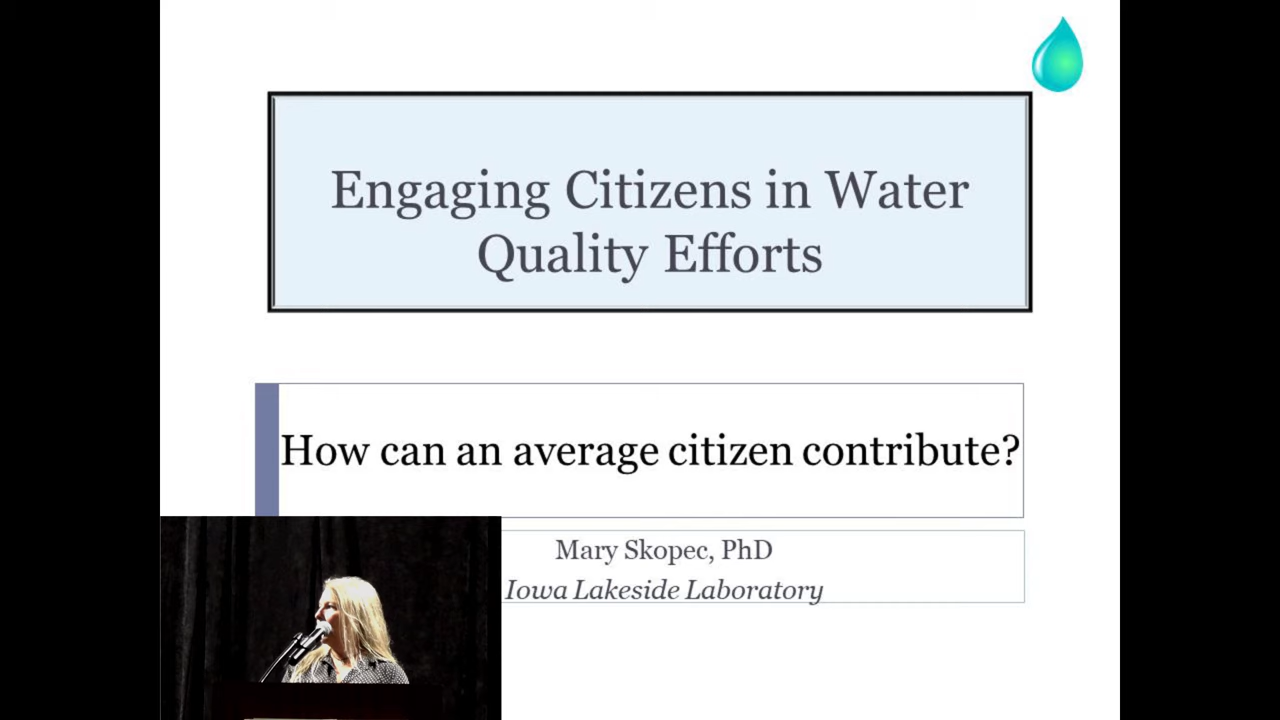 Engaging Citizens in Water
Quality Efforts
How can an average citizen contribute?
Mary Skopec, PhD
Iowa Lakeside Laboratory